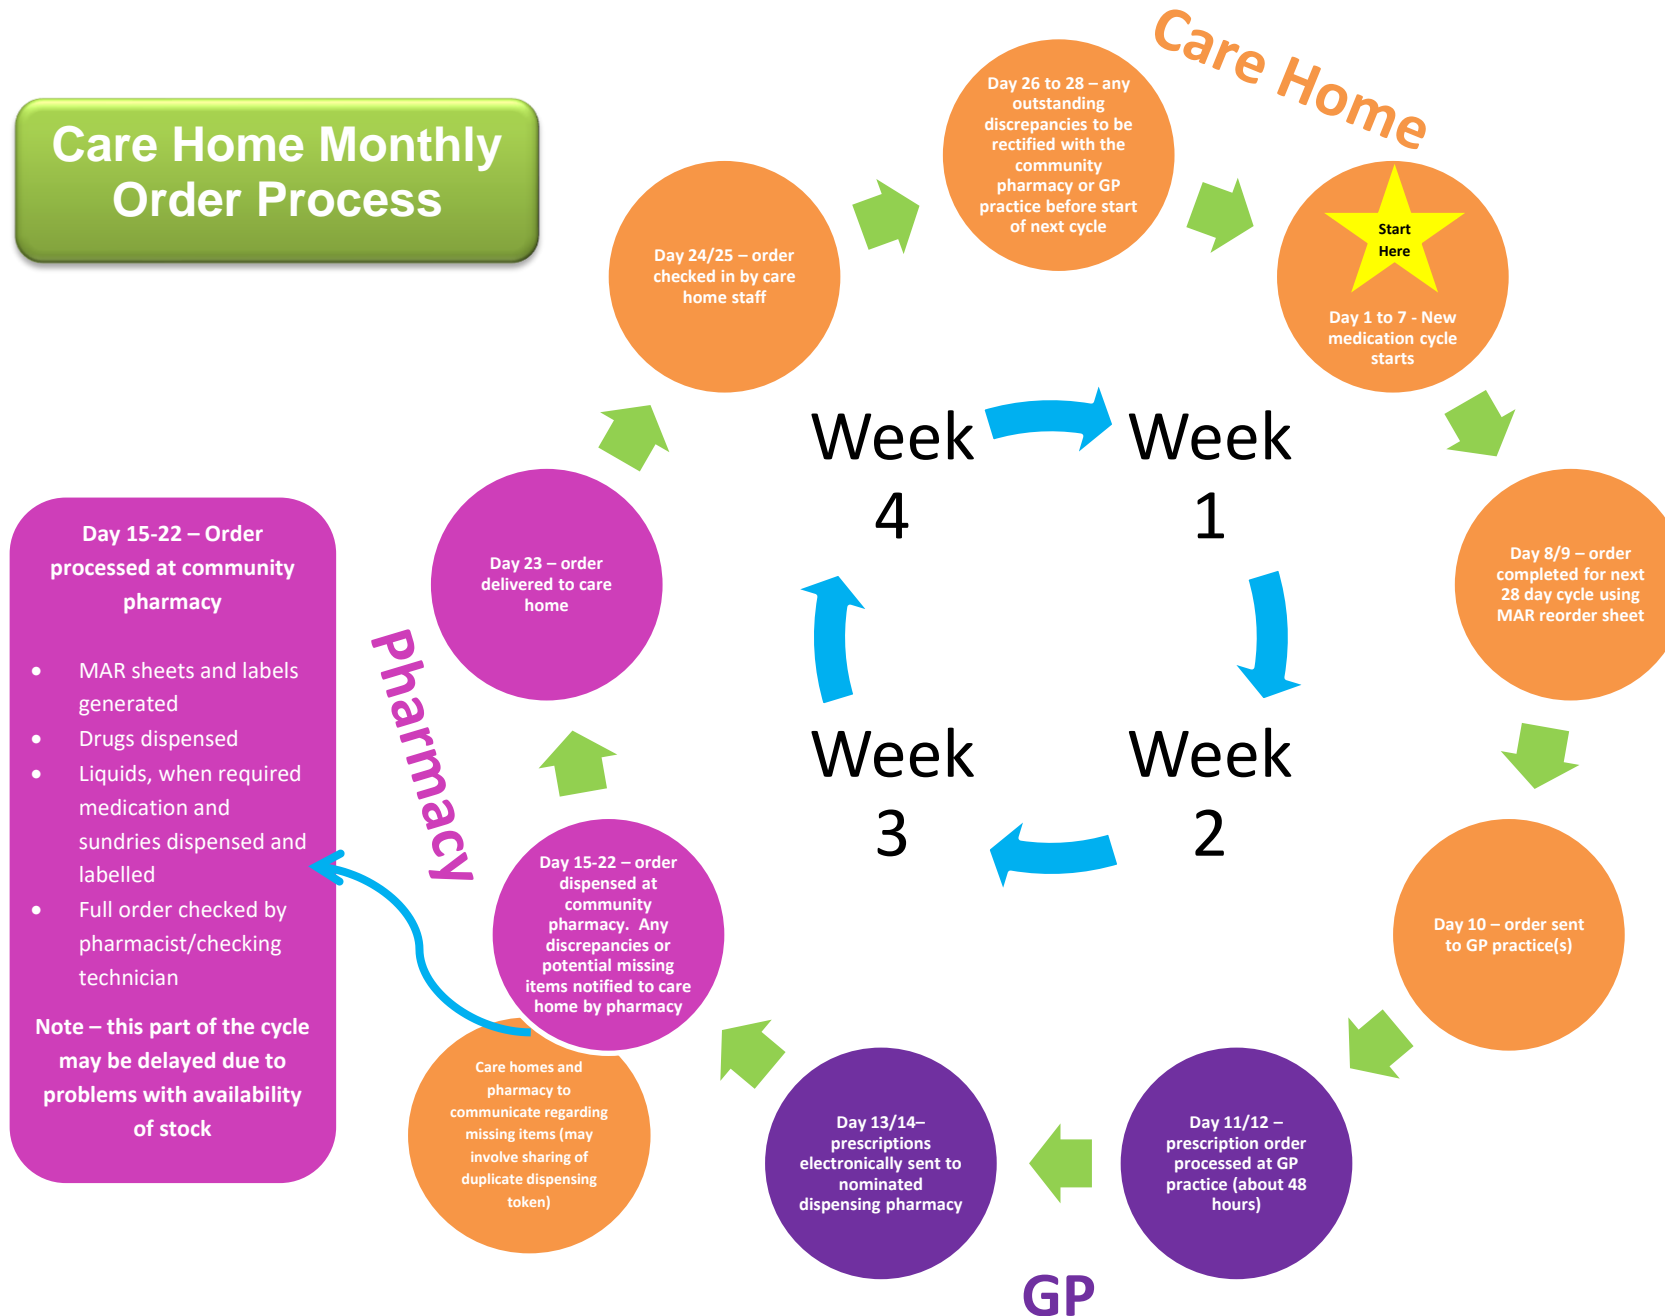 Care Home Monthly
Order Process
Care Home
Start
Here
Day 1 to 7 - New
medication cycle
starts
Day 8/9 – order
completed for next
28 day cycle using
MAR reorder sheet
Day 10 – order sent
to GP practice(s)
Day 11/12 –
prescription order
processed at GP
practice (about 48
hours)
GP
Day 13/14–
prescriptions
electronically sent to
nominated
dispensing pharmacy
Day 15-22 – order
dispensed at
community
pharmacy.  Any
discrepancies or
potential missing
items notified to care
home by pharmacy
Care homes and
pharmacy to
communicate regarding
missing items (may
involve sharing of
duplicate dispensing
token)
Pharmacy
Day 15-22 – Order
processed at community
pharmacy
• MAR sheets and labels
generated
• Drugs dispensed
• Liquids, when required
medication and
sundries dispensed and
labelled
• Full order checked by
pharmacist/checking
technician
Note – this part of the cycle
may be delayed due to
problems with availability
of stock
Day 23 – order
delivered to care
home
Day 24/25 – order
checked in by care
home staff
Day 26 to 28 – any
outstanding
discrepancies to be
rectified with the
community
pharmacy or GP
practice before start
of next cycle
Week
1
Week
2
Week
3
Week
4